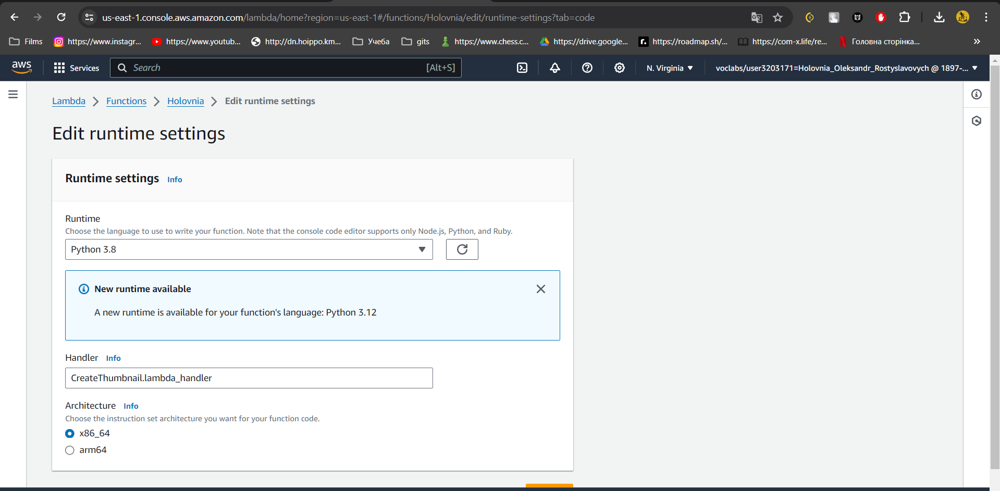 us-east-1.console.aws.amazon.com/lambda/home?region=us-east-1#/functions/Holovnia/edit/runtime-settings?tab=code
Films https://www.instagr... https://www.youtub... http://dn.hoippo.km... Учеба gits https://www.chess.c... https://drive.google... r. https://roadmap.sh/... https://com-x.life/re... Головна сторінка...
aws Services Search [Alt+S] N. Virginia voclabs/user3203171=Holovnia_Oleksandr_Rostyslavovych @ 1897-...
Lambda Functions Holovnia Edit runtime settings
Edit runtime settings
Runtime settings Info
Runtime
Choose the language to use to write your function. Note that the console code editor supports only Node.js, Python, and Ruby.
Python 3.8
New runtime available
A new runtime is available for your function's language: Python 3.12
Handler Info
CreateThumbnail.lambda_handler
Architecture Info
Choose the instruction set architecture you want for your function code.
x86_64
arm64